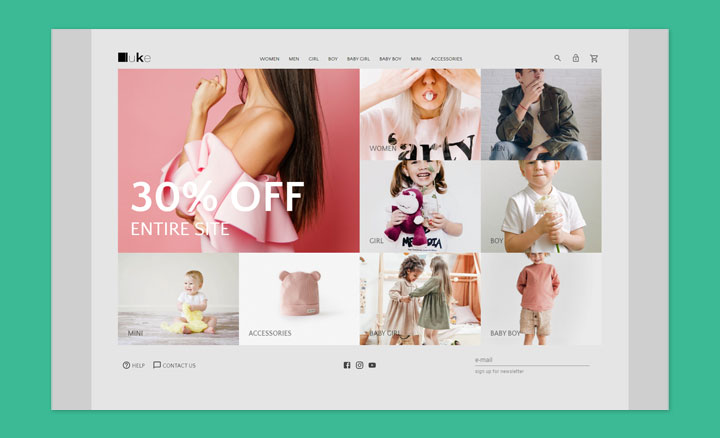 luke
WOMEN MEN GIRL BOY BABY GIRL BABY BOY MINI ACCESSORIES
30% OFF
ENTIRE SITE
WOMEN
MEN
GIRL
BOY
MINI
ACCESSORIES
BABY GIRL
BABY BOY
HELP
CONTACT US
e-mail
sign up for newsletter